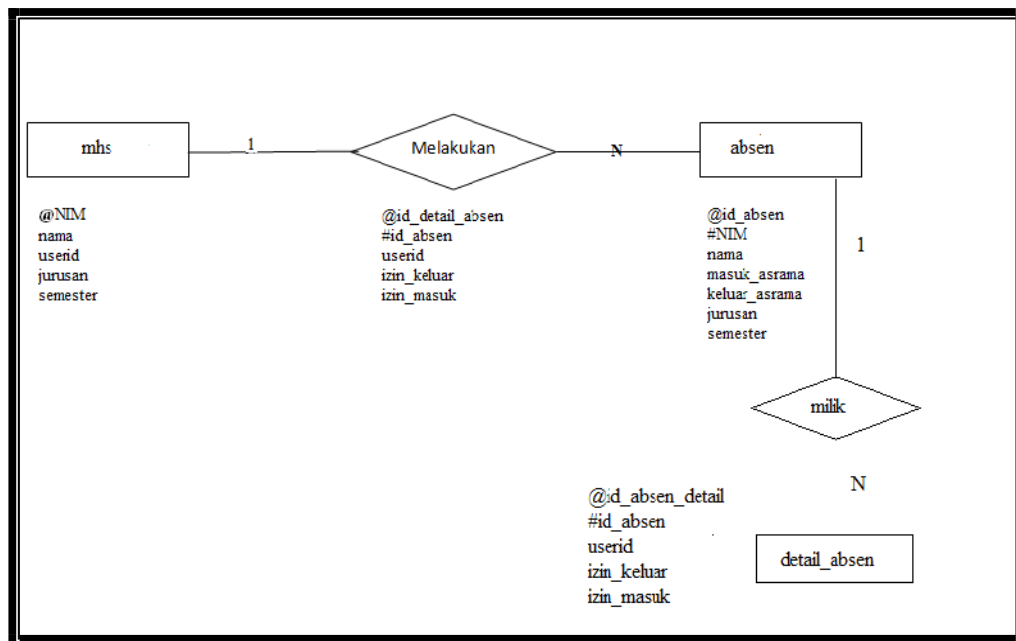 mhs
1
Melakukan
N
absen
@NIM
nama
userid
jurusan
semester
@id_detail_absen
#id_absen
userid
izin_keluar
izin_masuk
@id_absen
#NIM
nama
masuk_asrama
keluar_asrama
jurusan
semester
1
milik
N
@id_absen_detail
#id_absen
userid
izin_keluar
izin_masuk
detail_absen